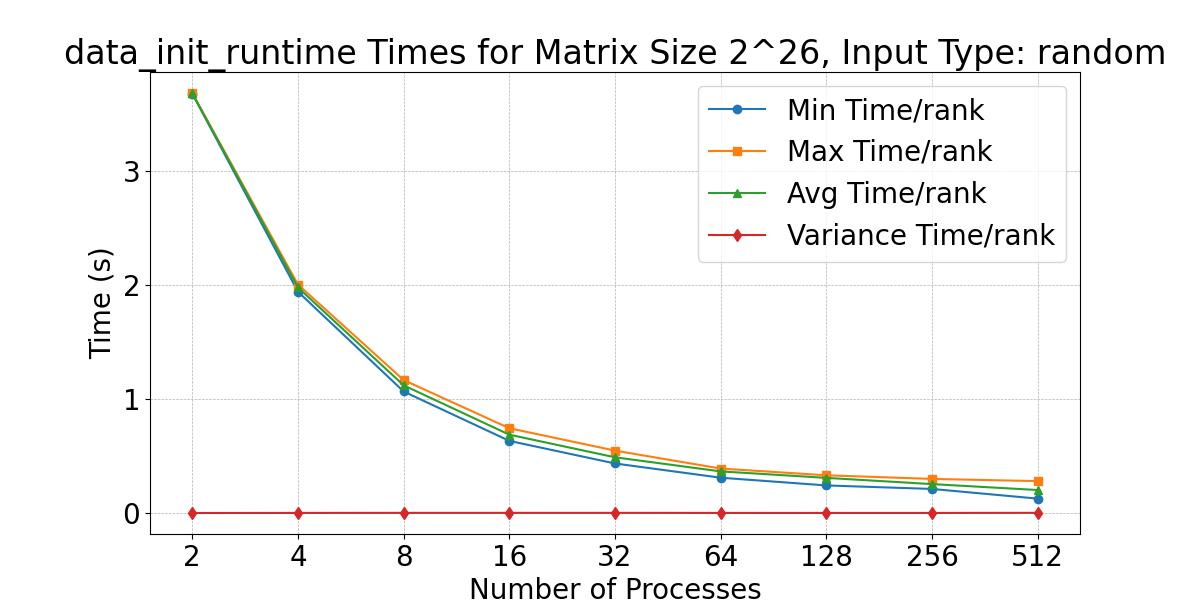 data_init_runtime Times for Matrix Size 2^26, Input Type: random
Min Time/rank
Max Time/rank
Avg Time/rank
Variance Time/rank
Time (s)
3
2
1
0
2 4 8 16 32 64 128 256 512
Number of Processes